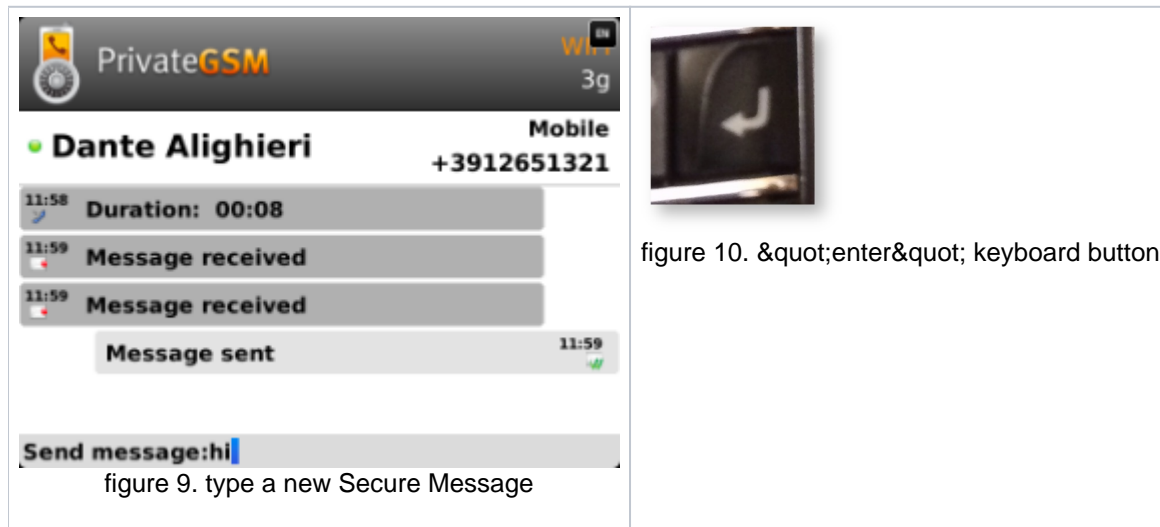 PrivateGSM
EN
WIFI
3g
Dante Alighieri
Mobile
+3912651321
11:58
Duration: 00:08
11:59
Message received
11:59
Message received
Message sent
11:59
Send message:hi
figure 9. type a new Secure Message
figure 10. &quot;enter&quot; keyboard button